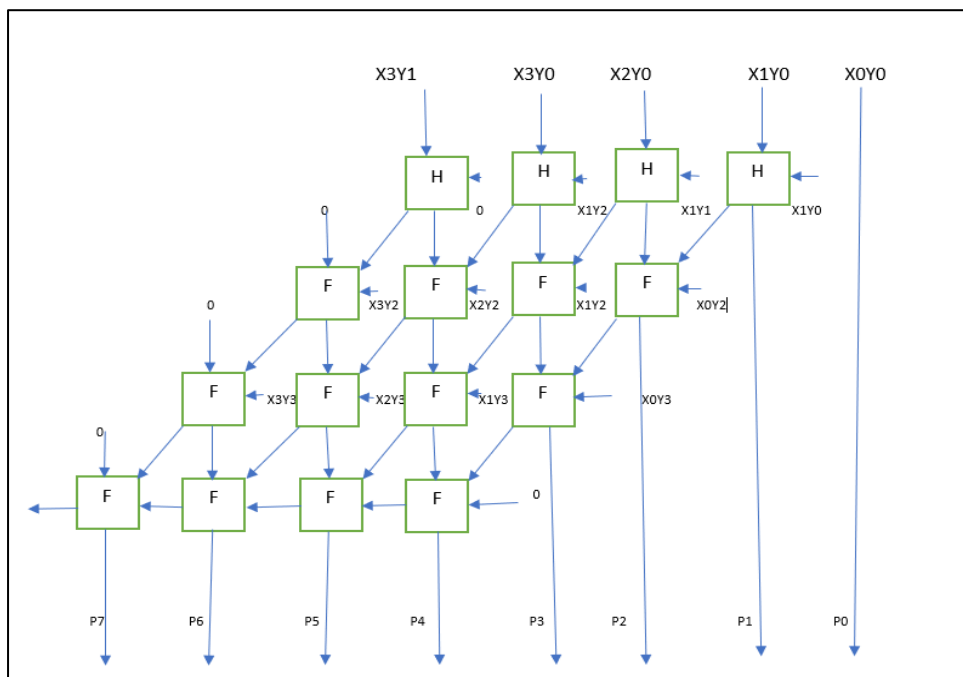 X3Y1 X3Y0 X2Y0 X1Y0 X0Y0
H H H H
0 0 X1Y2 X1Y1 X1Y0
F F F F
0 X3Y2 X2Y2 X1Y2 X0Y2
F F F F
X3Y3 X2Y3 X1Y3 X0Y3
0
F F F F 0
P7 P6 P5 P4 P3 P2 P1 P0